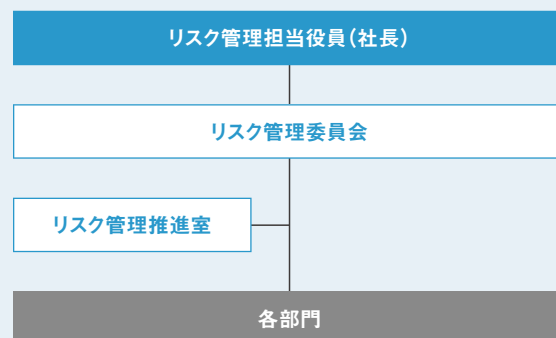 リスク管理担当役員（社長）
リスク管理委員会
リスク管理推進室
各部門